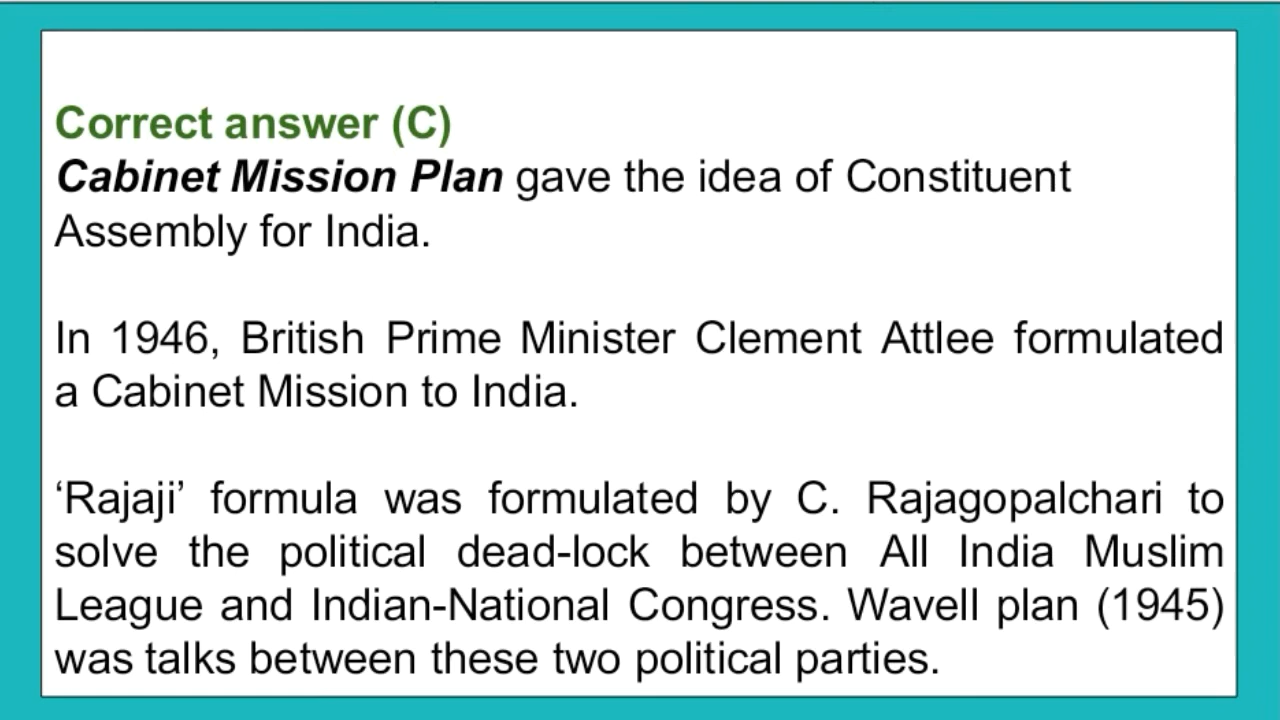 Correct answer (C)
Cabinet Mission Plan gave the idea of Constituent
Assembly for India.
In 1946, British Prime Minister Clement Attlee formulated
a Cabinet Mission to India.
‘Rajaji’ formula was formulated by C. Rajagopalchari to
solve the political dead-lock between All India Muslim
League and Indian-National Congress. Wavell plan (1945)
was talks between these two political parties.